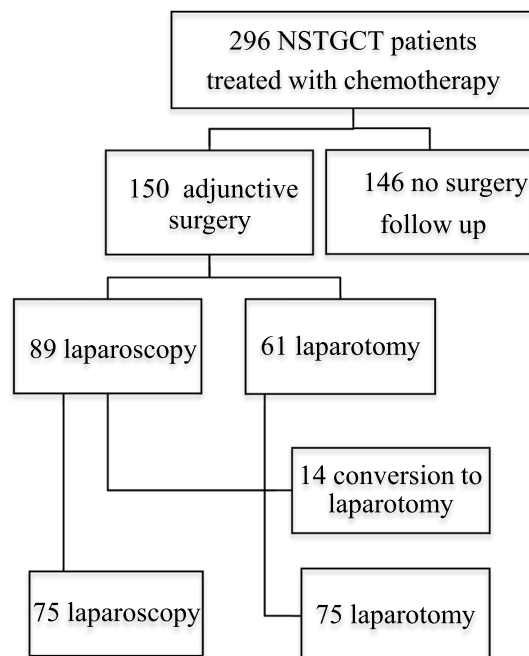 296 NSTGCT patients
treated with chemotherapy
150 adjunctive
surgery
146 no surgery
follow up
89 laparoscopy
61 laparotomy
14 conversion to
laparotomy
75 laparoscopy
75 laparotomy